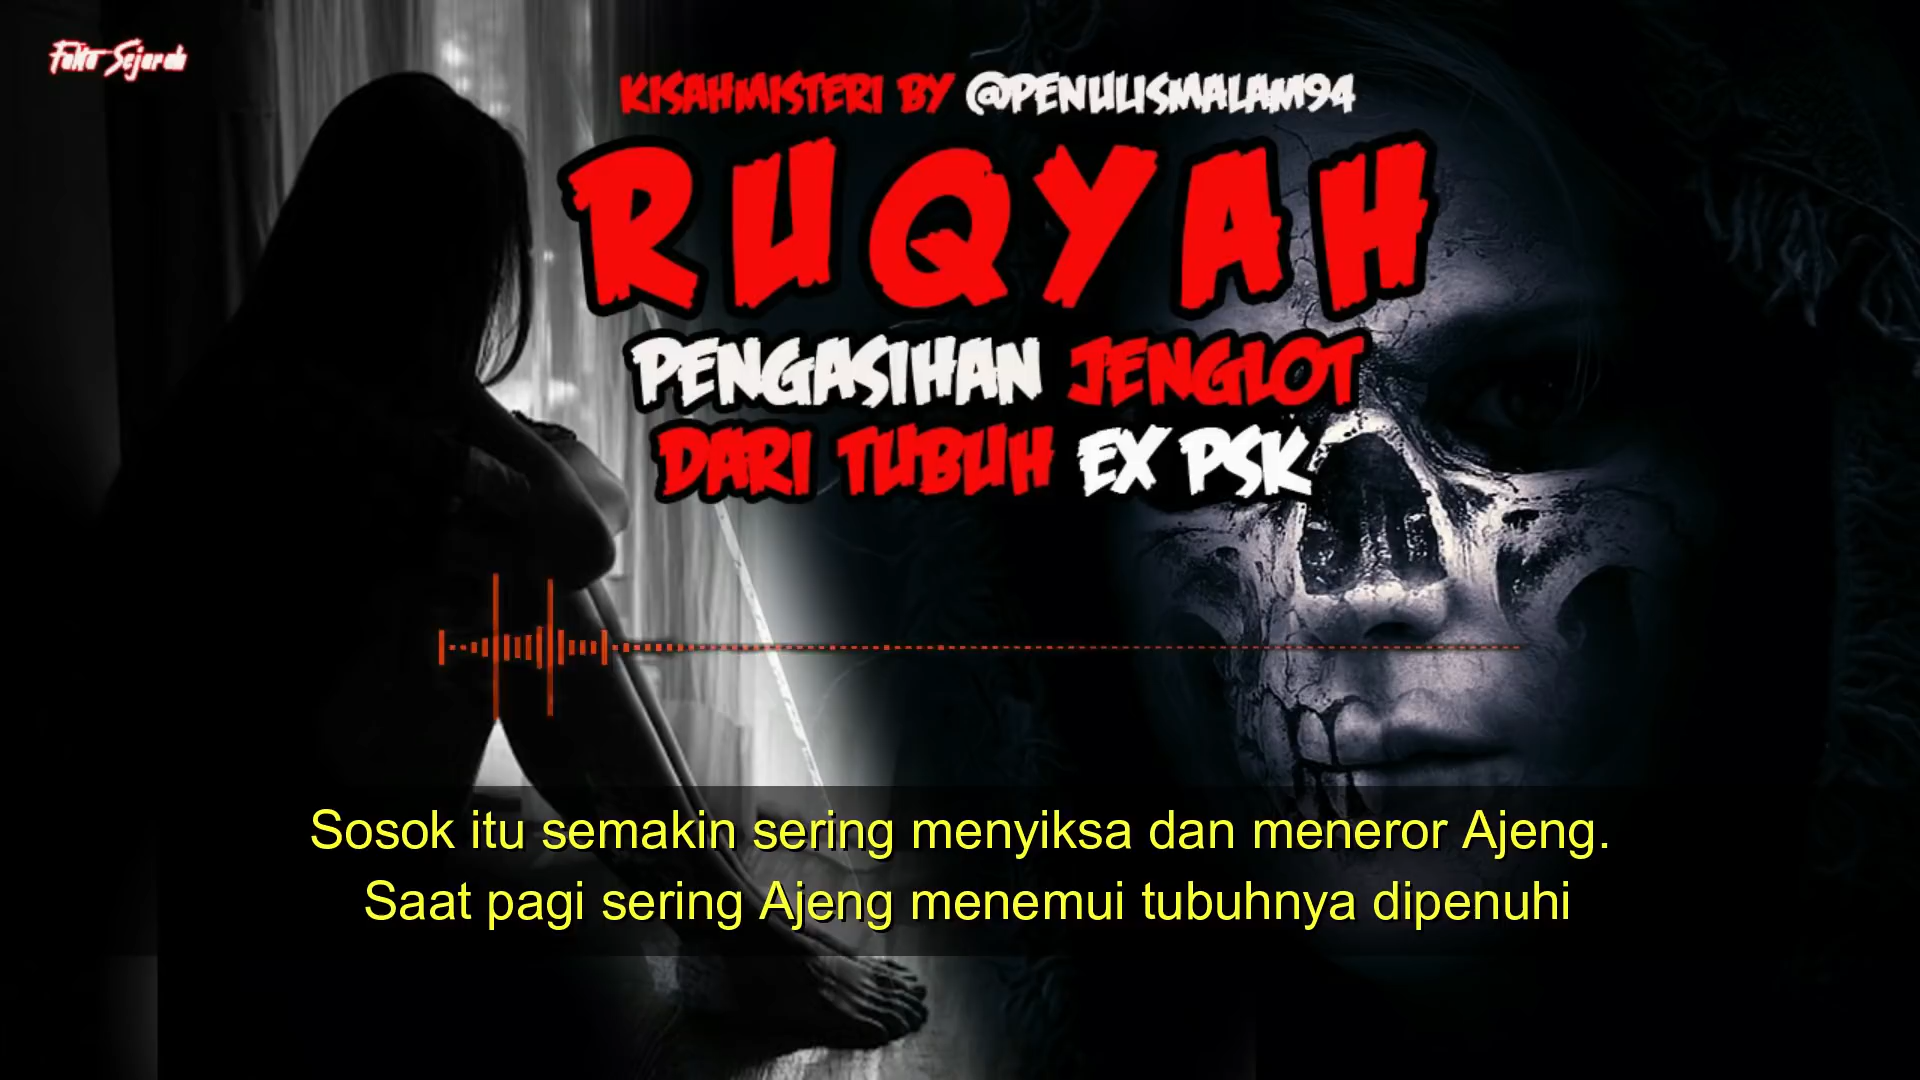 Fakta Sejarah
KISAHMISTERI BY @PENULISMALAM94
RUQYAH
PENGASIHAN JENGLOT
DARI TUBUH EX PSK
Sosok itu semakin sering menyiksa dan meneror Ajeng.
Saat pagi sering Ajeng menemui tubuhnya dipenuhi